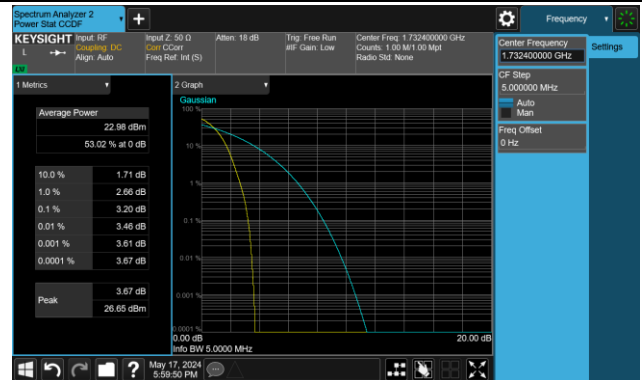 Spectrum Analyzer 2
Power Stat CCDF
Frequency
KEYSIGHT
L
Input: RF
Coupling: DC
Align: Auto
Input Z: 50 Ω
Corr CCorr
Freq Ref: Int (S)
Atten: 18 dB
Trig: Free Run
#IF Gain: Low
Center Freq: 1.732400000 GHz
Counts: 1.00 M/1.00 Mpt
Radio Std: None
Center Frequency
1.732400000 GHz
Settings
CF Step
5.000000 MHz
Auto
Man
Freq Offset
0 Hz
1 Metrics
Average Power
22.98 dBm
53.02 % at 0 dB
10.0 % 1.71 dB
1.0 % 2.66 dB
0.1 % 3.20 dB
0.01 % 3.46 dB
0.001 % 3.61 dB
0.0001 % 3.67 dB
Peak
3.67 dB
26.65 dBm
2 Graph
Gaussian
100 %
10 %
1 %
0.1 %
0.01 %
0.001 %
0.0001 %
0.00 dB
20.00 dB
Info BW 5.0000 MHz
?
May 17, 2024
5:59:50 PM